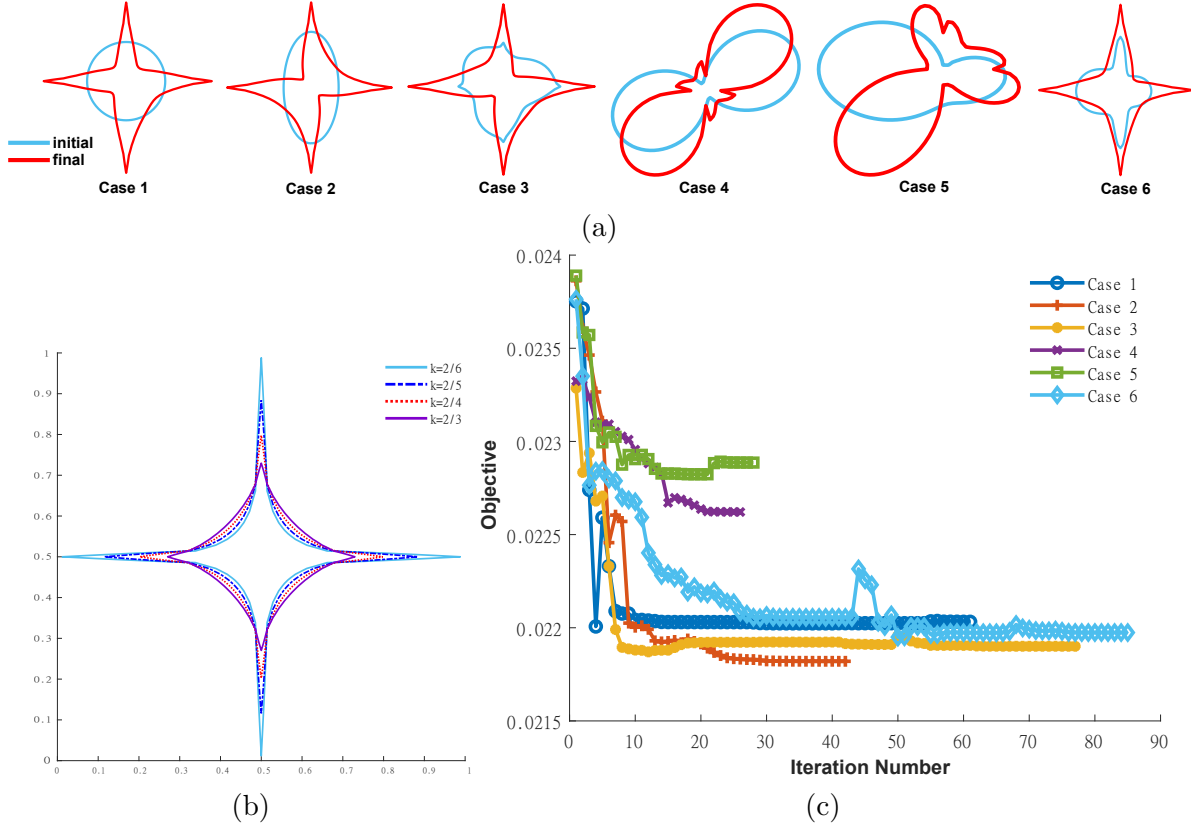 initial
final
Case 1
Case 2
Case 3
Case 4
Case 5
Case 6
(a)
1
0.9
0.8
0.7
0.6
0.5
0.4
0.3
0.2
0.1
0
0
0.1
0.2
0.3
0.4
0.5
0.6
0.7
0.8
0.9
1
k=2/6
k=2/5
k=2/4
k=2/3
(b)
Objective
0.024
0.0235
0.023
0.0225
0.022
0.0215
0
10
20
30
40
50
60
70
80
90
Iteration Number
Case 1
Case 2
Case 3
Case 4
Case 5
Case 6
(c)